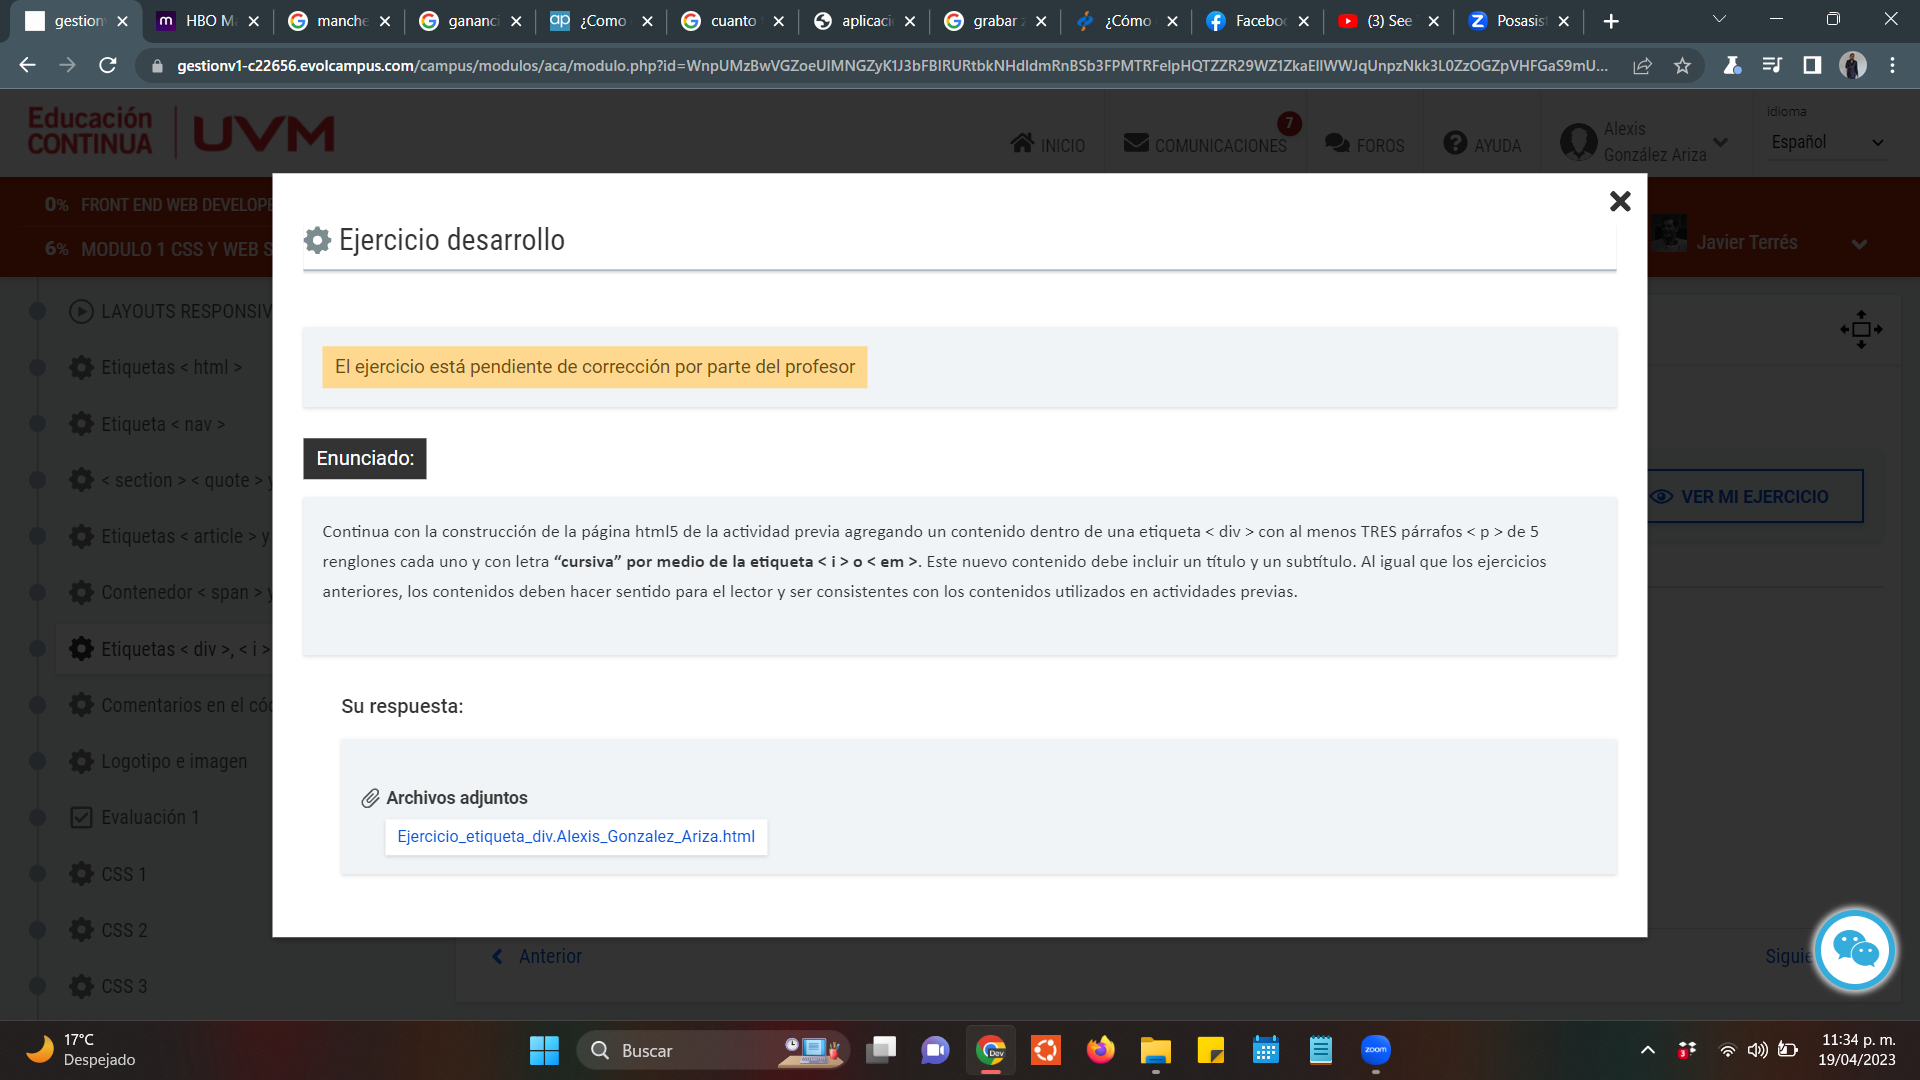 gestion
HBO M
manche
gananci
¿Como
cuanto
aplicaci
grabar
¿Cómo
Faceboo
(3) See
Posasist
gestionv1-c22656.evolcampus.com/campus/modulos/aca/modulo.php?id=
Educación
CONTINUA
UVM
INICIO
COMUNICACIONES
7
FOROS
AYUDA
Alexis
González Ariza
idioma
Español
0% FRONT END WEB DEVELOPE
6% MODULO 1 CSS Y WEB S
Javier Terrés
LAYOUTS RESPONSIV
Etiquetas < html >
Etiqueta < nav >
< section > < quote > y
Etiquetas < article > y
Contenedor < span > y
Etiquetas < div >, < i >
Comentarios en el cód
Logotipo e imagen
Evaluación 1
CSS 1
CSS 2
CSS 3
Ejercicio desarrollo
El ejercicio está pendiente de corrección por parte del profesor
Enunciado:
Continua con la construcción de la página html5 de la actividad previa agregando un contenido dentro de una etiqueta < div > con al menos TRES párrafos < p > de 5
renglones cada uno y con letra “cursiva” por medio de la etiqueta < i > o < em >. Este nuevo contenido debe incluir un título y un subtítulo. Al igual que los ejercicios
anteriores, los contenidos deben hacer sentido para el lector y ser consistentes con los contenidos utilizados en actividades previas.
Su respuesta:
Archivos adjuntos
Ejercicio_etiqueta_div.Alexis_Gonzalez_Ariza.html
VER MI EJERCICIO
Anterior
Siguie
17°C
Despejado
Buscar
Dev
zoom
3
11:34 p. m.
19/04/2023